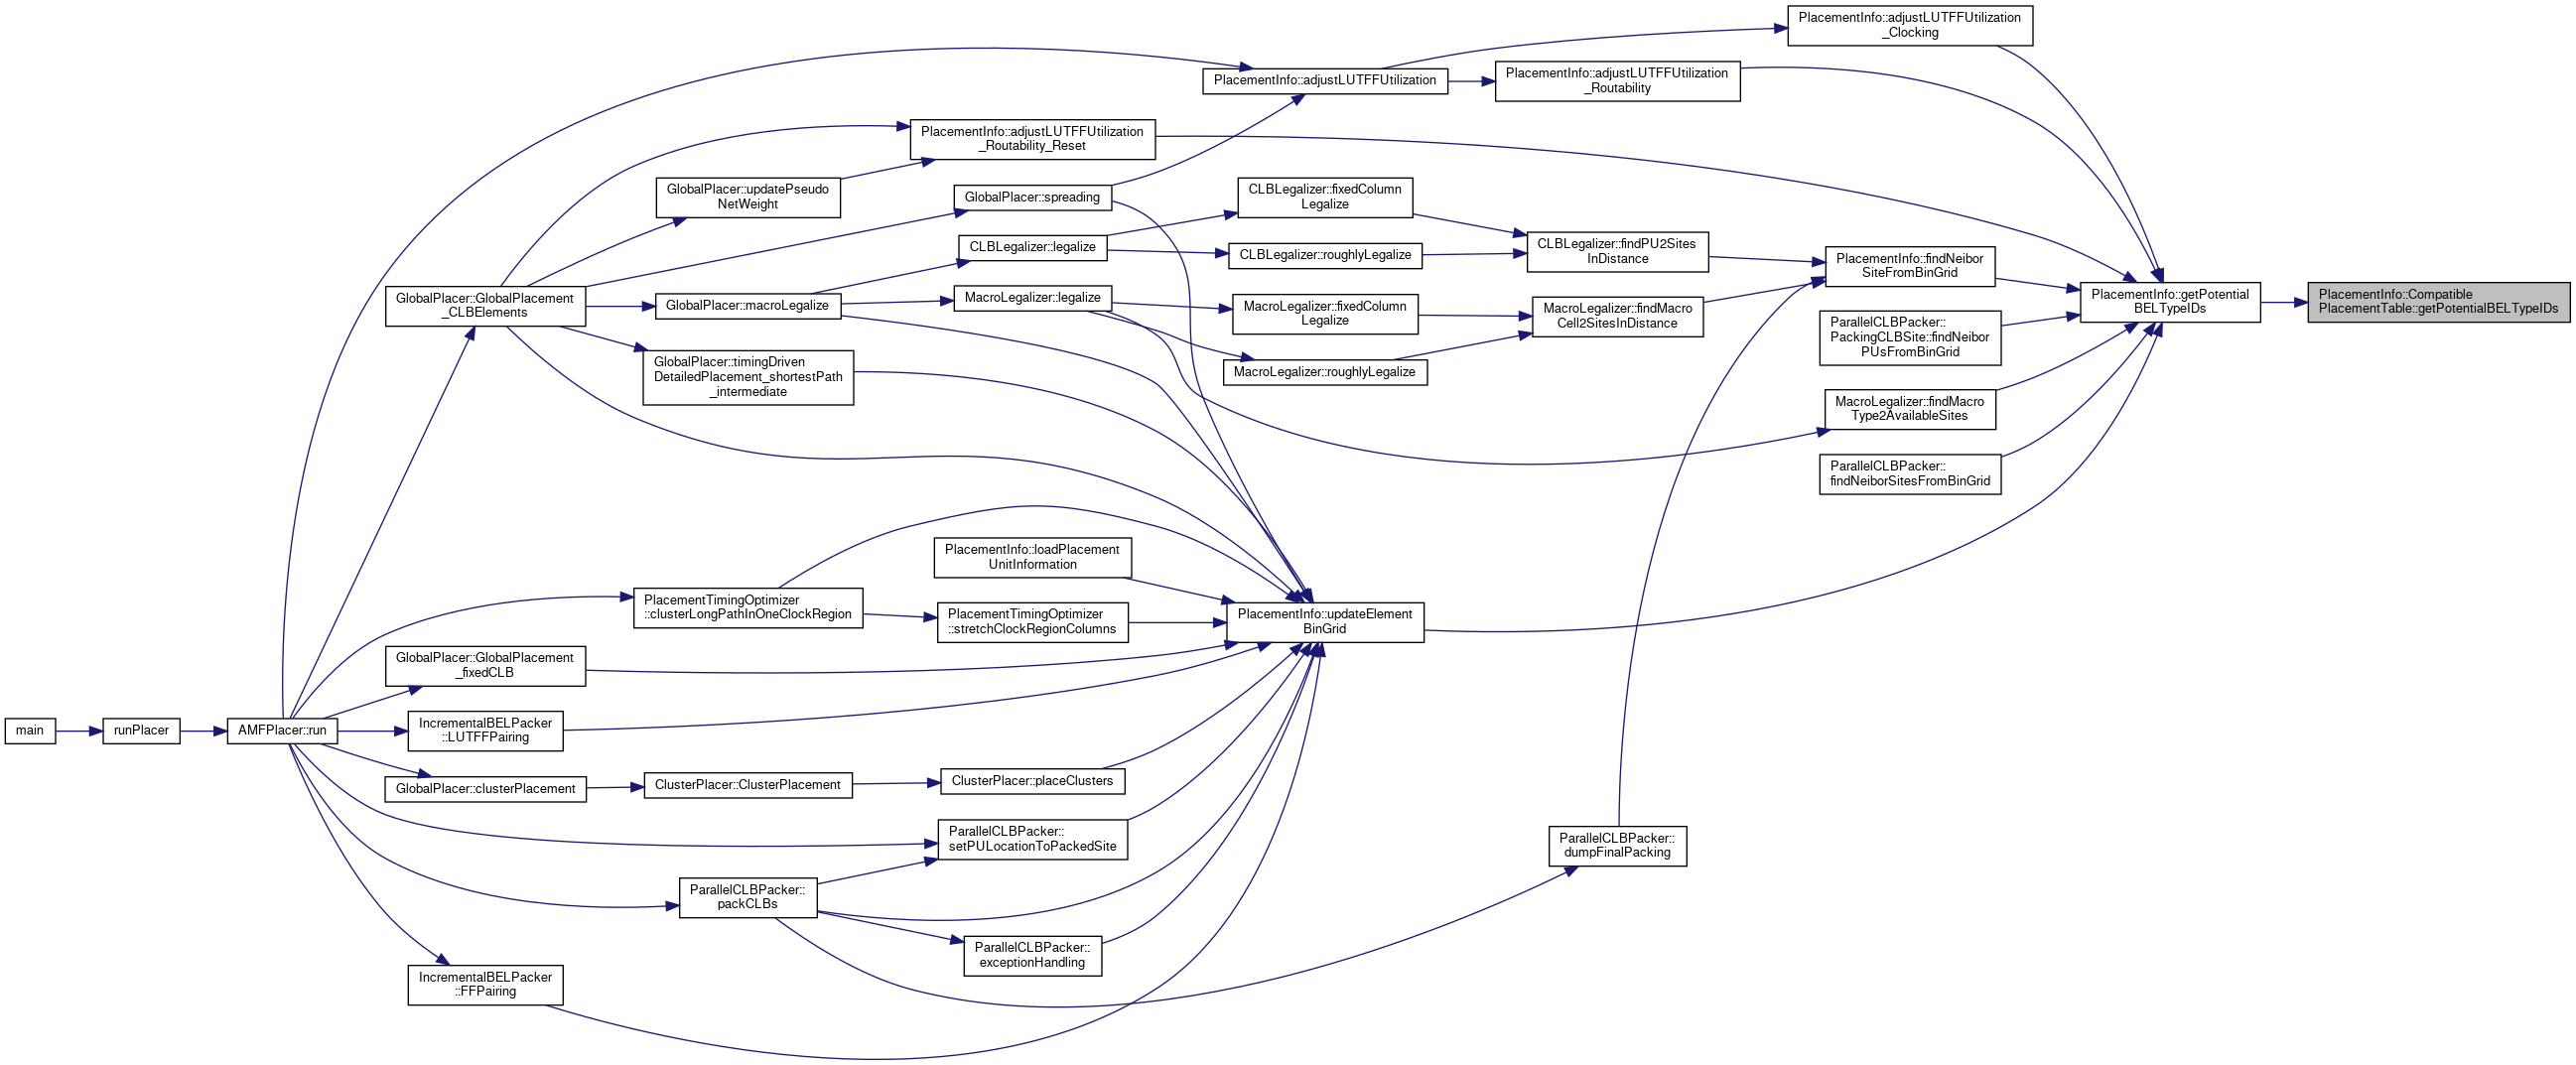 PlacementInfo::adjustLUTFFUtilization
_Clocking
PlacementInfo::adjustLUTFFUtilization
PlacementInfo::adjustLUTFFUtilization
_Routability
PlacementInfo::adjustLUTFFUtilization
_Routability_Reset
GlobalPlacer::updatePseudo
NetWeight
GlobalPlacer::spreading
CLBLegalizer::fixedColumn
Legalize
CLBLegalizer::legalize
CLBLegalizer::roughlyLegalize
CLBLegalizer::findPU2Sites
InDistance
PlacementInfo::findNeibor
SiteFromBinGrid
GlobalPlacer::GlobalPlacement
_CLBElements
GlobalPlacer::macroLegalize
MacroLegalizer::legalize
MacroLegalizer::fixedColumn
Legalize
MacroLegalizer::findMacro
Cell2SitesInDistance
PlacementInfo::getPotential
BELTypeIDs
PlacementInfo::Compatible
PlacementTable::getPotentialBELTypeIDs
ParallelCLBPacker::
PackingCLBSite::findNeibor
PUsFromBinGrid
GlobalPlacer::timingDriven
DetailedPlacement_shortestPath
_intermediate
MacroLegalizer::roughlyLegalize
MacroLegalizer::findMacro
Type2AvailableSites
ParallelCLBPacker::
findNeiborSitesFromBinGrid
PlacementInfo::loadPlacement
UnitInformation
PlacementTimingOptimizer
::clusterLongPathInOneClockRegion
PlacementTimingOptimizer
::stretchClockRegionColumns
PlacementInfo::updateElement
BinGrid
GlobalPlacer::GlobalPlacement
_fixedCLB
main
runPlacer
AMFPlacer::run
IncrementalBELPacker
::LUTFFPairing
GlobalPlacer::clusterPlacement
ClusterPlacer::ClusterPlacement
ClusterPlacer::placeClusters
ParallelCLBPacker::
setPULocationToPackedSite
ParallelCLBPacker::
dumpFinalPacking
ParallelCLBPacker::
packCLBs
ParallelCLBPacker::
exceptionHandling
IncrementalBELPacker
::FFPairing